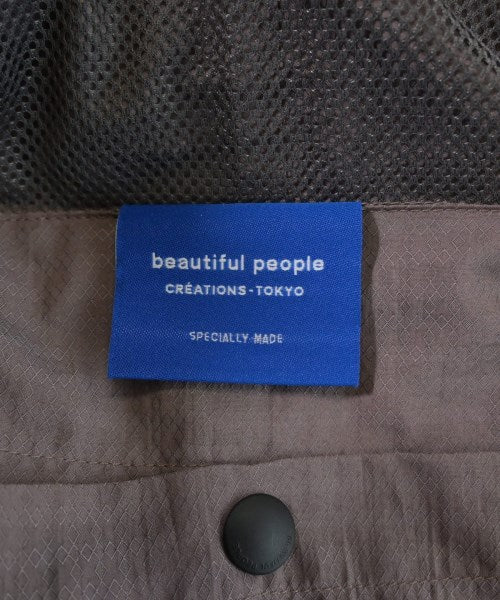 beautiful people
CRÉATIONS-TOKYO
SPECIALLY MADE